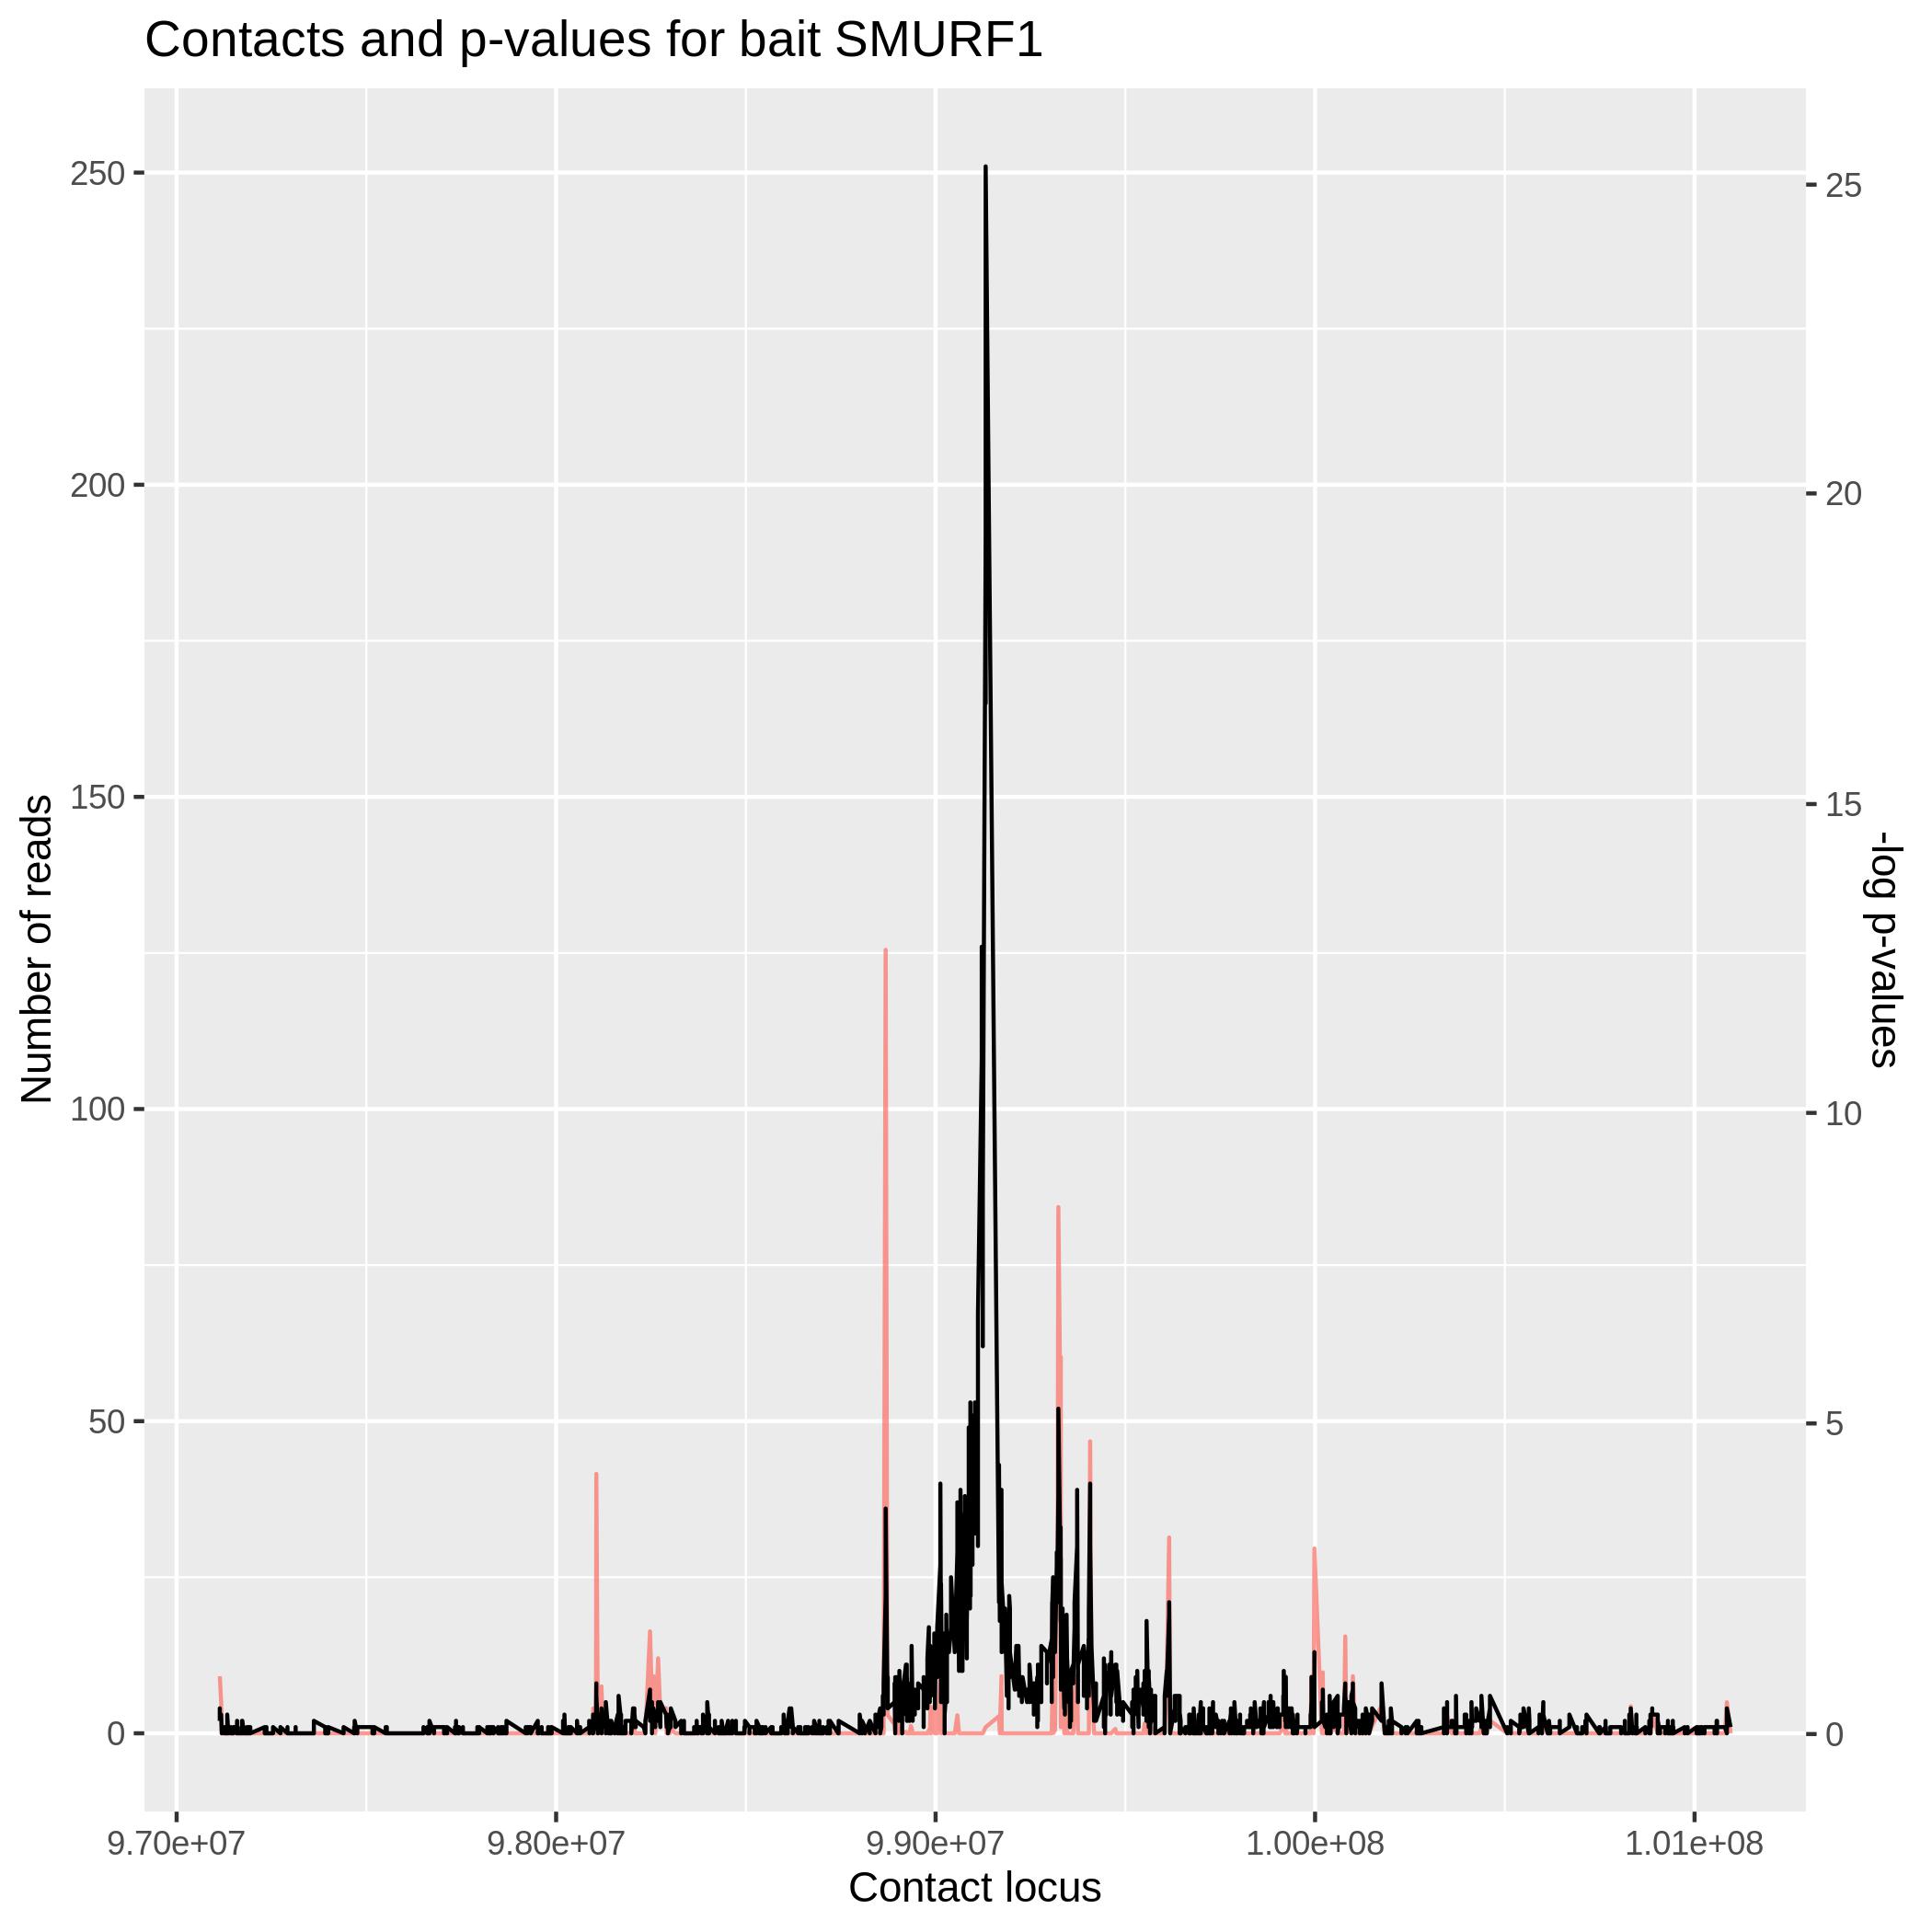 Contacts and p-values for bait SMURF1
250
200
150
100
50
0
Number of reads
25
20
15
10
5
0
-log p-values
9.70e+07
9.80e+07
9.90e+07
1.00e+08
1.01e+08
Contact locus